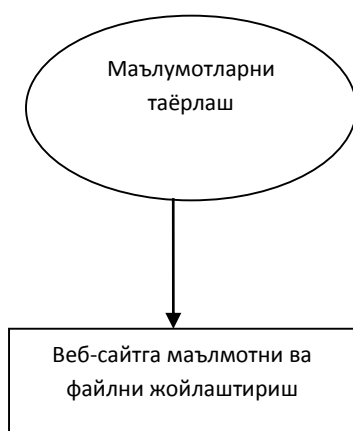 Маълумотларни
таёрлаш
Веб-сайтга маълмотни ва
файлни жойлаштириш